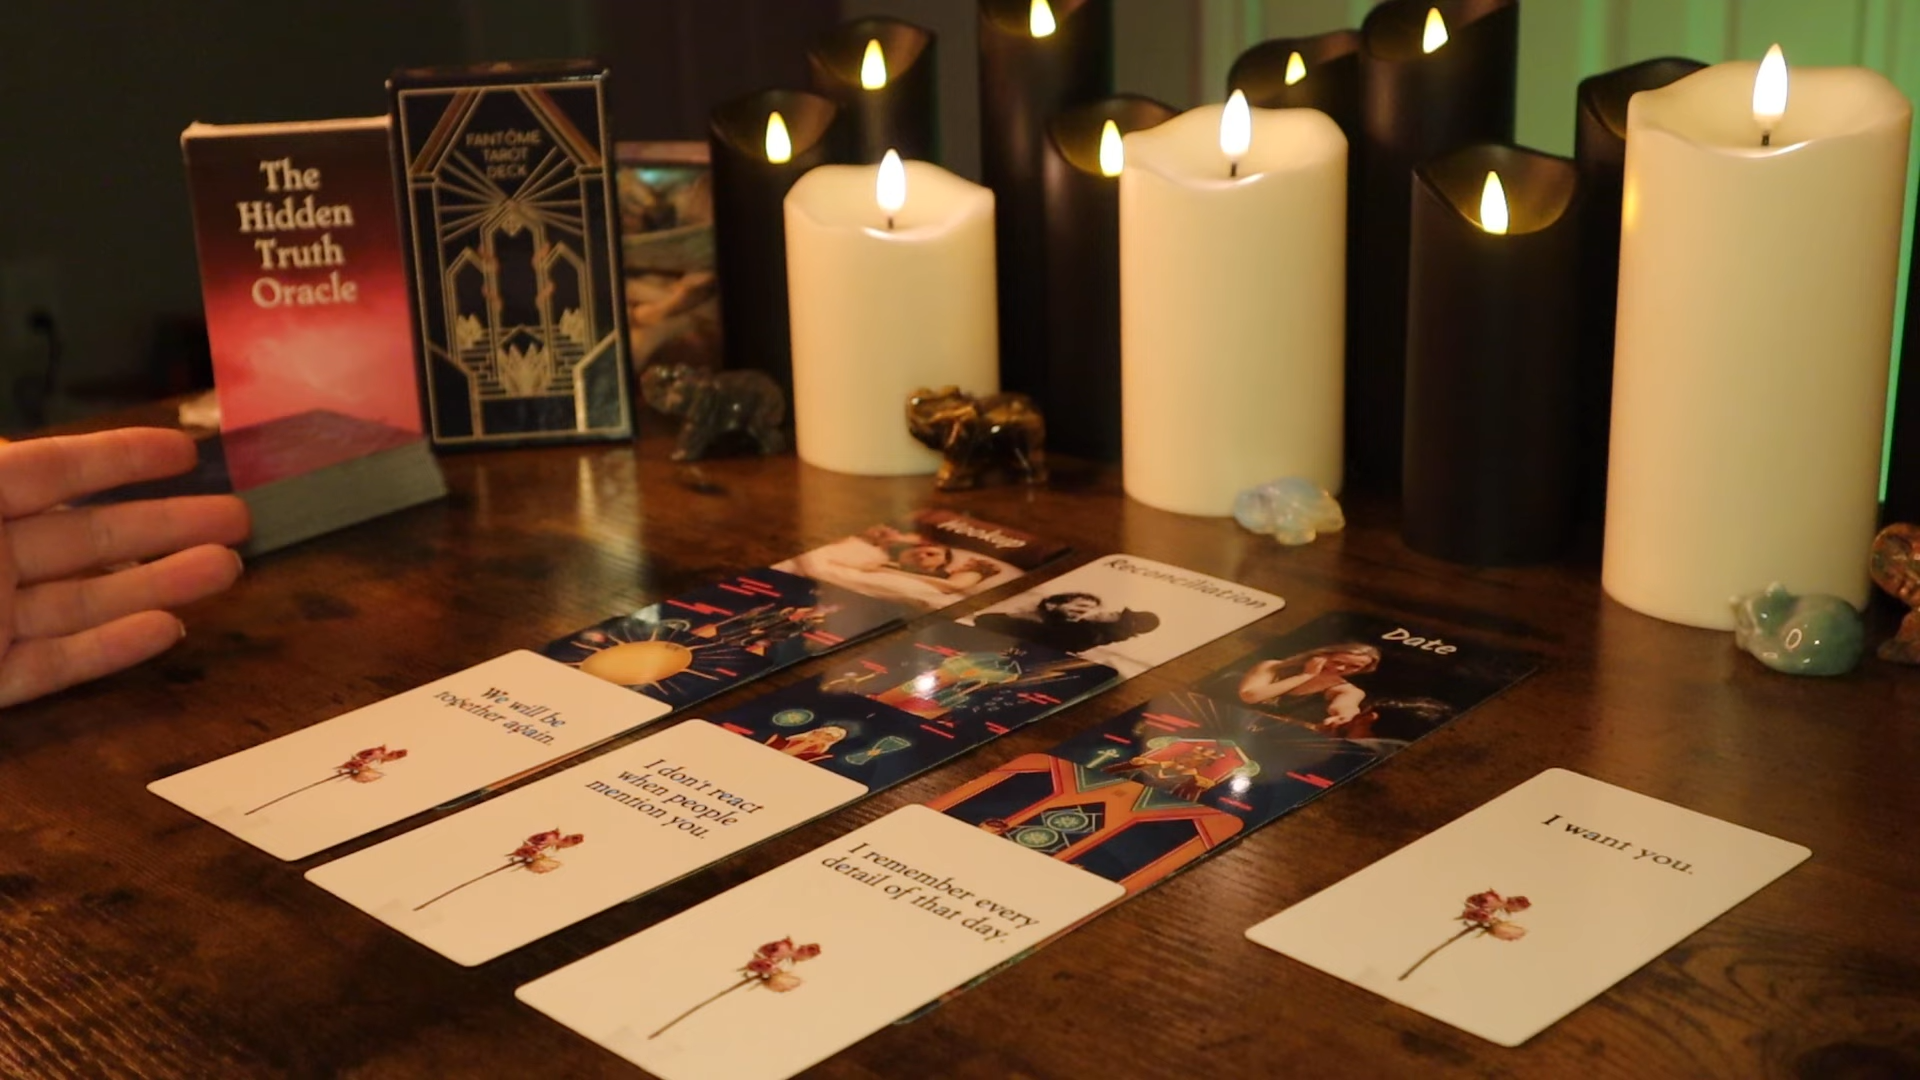 The
Hidden
Truth
Oracle
FANTÔME
TAROT
DECK
Hookup
Reconciliation
Date
We will be
together again.
I don't react
when people
mention you.
I remember every
detail of that day.
I want you.